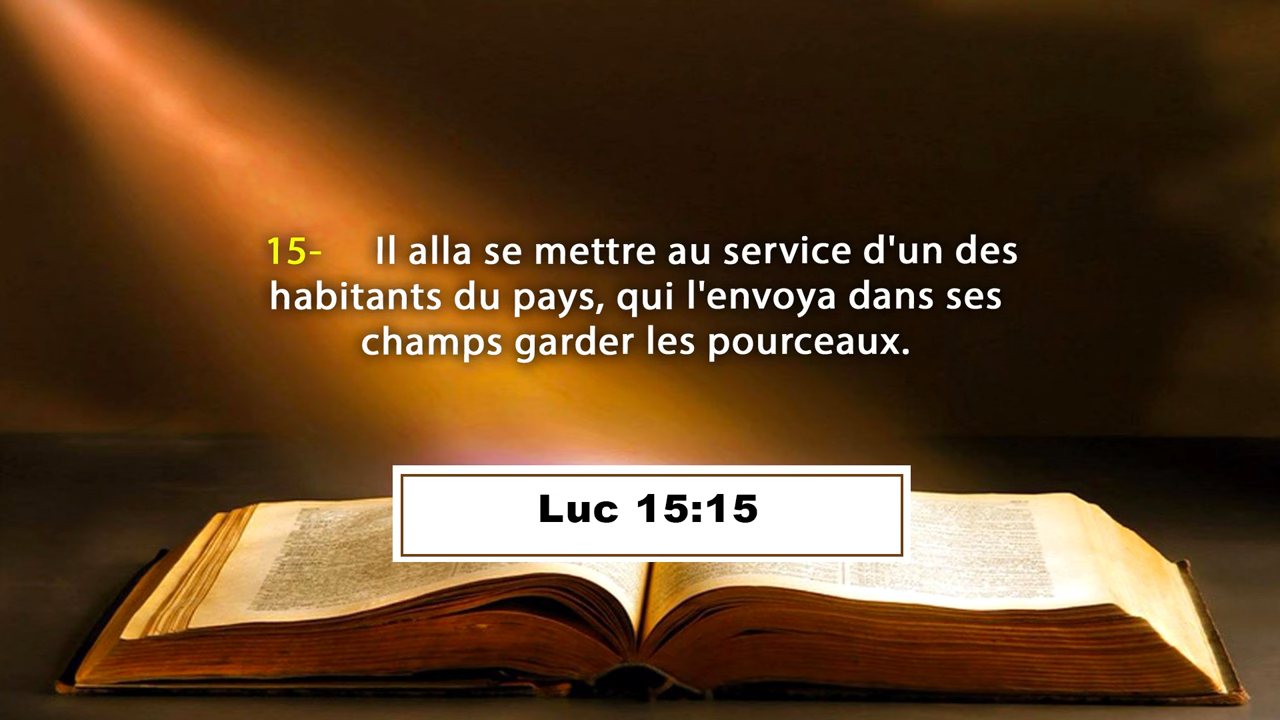 15- Il alla se mettre au service d'un des
habitants du pays, qui l'envoya dans ses
champs garder les pourceaux.
Luc 15:15